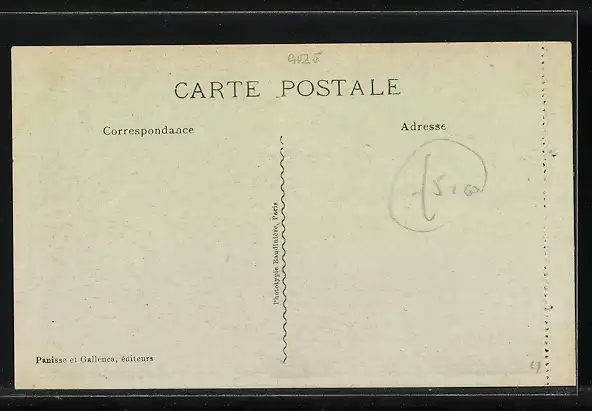 CARTE POSTALE
Correspondance
Adresse
Phototypie Baudinière, Paris
Panisse et Gallenca, éditeurs